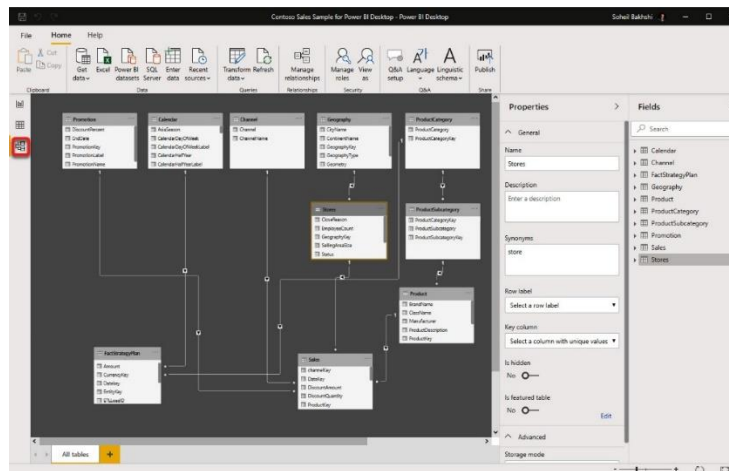 Contoso Sales Sample for Power BI Desktop - Power BI Desktop
Soheil Bakhshi
File Home Help
Paste
Cut
Copy
Get data
Excel
Power BI datasets
SQL Server
Enter data
Recent sources
Transform data
Refresh
Manage relationships
Manage roles
View as
Q&A setup
Language
Linguistic schema
Publish
Clipboard
Data
Queries
Relationships
Security
Q&A
Share
Promotion
DiscountPercent
EndDate
PromotionKey
PromotionLabel
PromotionName
Calendar
AsiaSeason
CalendarDayOfWeek
CalendarDayOfWeekLabel
CalendarHalfYear
CalendarHalfYearLabel
Channel
Channel
ChannelName
Geography
CityName
ContinentName
GeographyKey
GeographyType
Geometry
ProductCategory
ProductCategory
ProductCategoryKey
Stores
CloseReason
EmployeeCount
GeographyKey
SellingAreaSize
Status
ProductSubcategory
ProductCategoryKey
ProductSubcategory
ProductSubcategoryKey
Product
BrandName
ClassName
Manufacturer
ProductDescription
ProductKey
FactStrategyPlan
Amount
CurrencyKey
DateKey
EntityKey
Sales
channelKey
DateKey
DiscountAmount
DiscountQuantity
ProductKey
All tables
Properties
General
Name
Stores
Description
Enter a description
Synonyms
store
Row label
Select a row label
Key column
Select a column with unique values
Is hidden
No
Is featured table
No
Edit
Advanced
Storage mode
Fields
Search
Calendar
Channel
FactStrategyPlan
Geography
Product
ProductCategory
ProductSubcategory
Promotion
Sales
Stores